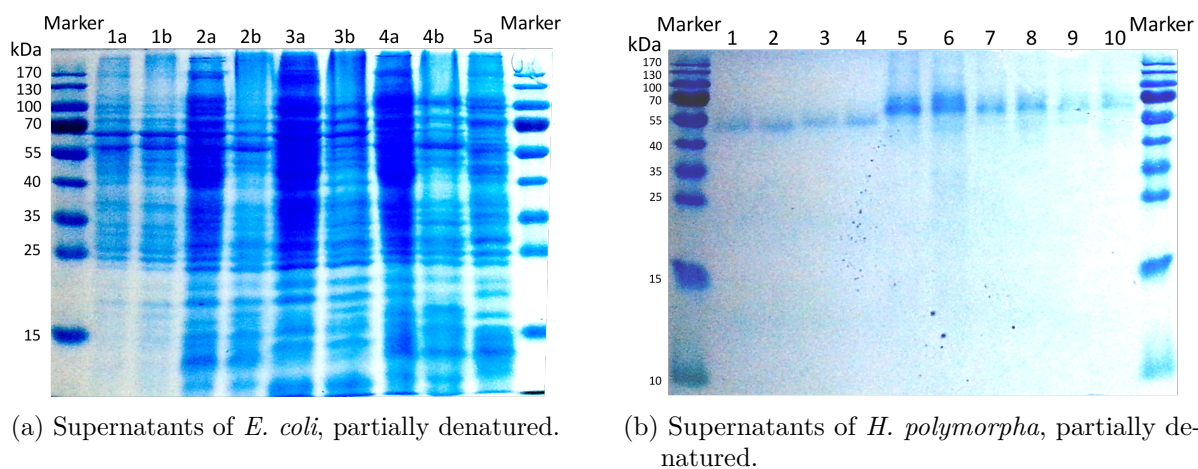 Marker 1a 1b 2a 2b 3a 3b 4a 4b 5a Marker
kDa
170
130
100
70
55
40
35
25
15
(a) Supernatants of E. coli, partially denatured.
Marker 1 2 3 4 5 6 7 8 9 10 Marker
kDa
170
130
100
70
55
40
35
25
15
10
(b) Supernatants of H. polymorpha, partially de-
natured.